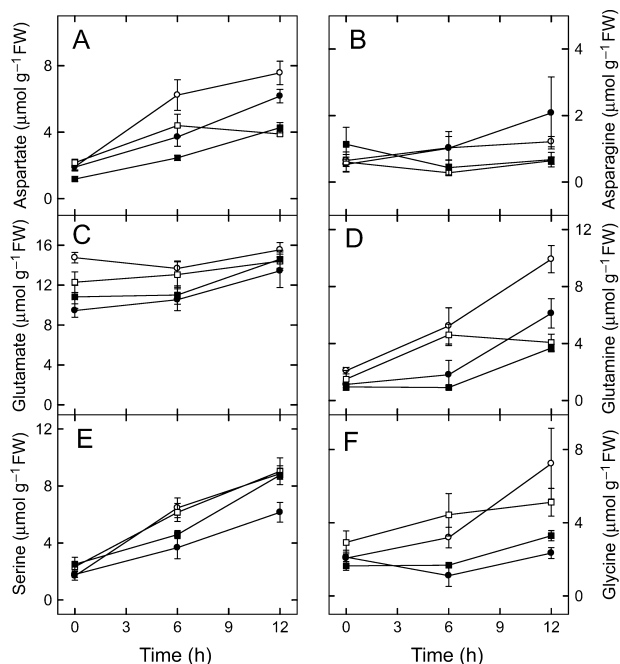 A
B
Aspartate (μmol g⁻¹ FW)
8
4
0
4
2
0
Asparagine (μmol g⁻¹ FW)
C
D
Glutamate (μmol g⁻¹ FW)
16
12
8
4
0
12
8
4
0
Glutamine (μmol g⁻¹ FW)
E
F
Serine (μmol g⁻¹ FW)
12
8
4
0
8
4
0
Glycine (μmol g⁻¹ FW)
0 3 6 9 12
0 3 6 9 12
Time (h)
Time (h)